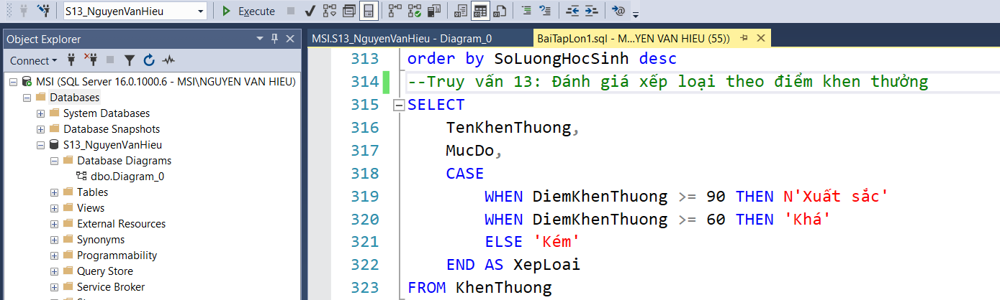 S13_NguyenVanHieu
Execute
Object Explorer
Connect
MSI (SQL Server 16.0.1000.6 - MSI\NGUYEN VAN HIEU)
Databases
System Databases
Database Snapshots
S13_NguyenVanHieu
Database Diagrams
dbo.Diagram_0
Tables
Views
External Resources
Synonyms
Programmability
Query Store
Service Broker
MSI.S13_NguyenVanHieu - Diagram_0
BaiTapLon1.sql - M...YEN VAN HIEU (55))
313 order by SoLuongHocSinh desc
314 --Truy vấn 13: Đánh giá xếp loại theo điểm khen thưởng
315 SELECT
316 TenKhenThuong,
317 MucDo,
318 CASE
319 WHEN DiemKhenThuong >= 90 THEN N'Xuất sắc'
320 WHEN DiemKhenThuong >= 60 THEN 'Khá'
321 ELSE 'Kém'
322 END AS XepLoai
323 FROM KhenThuong